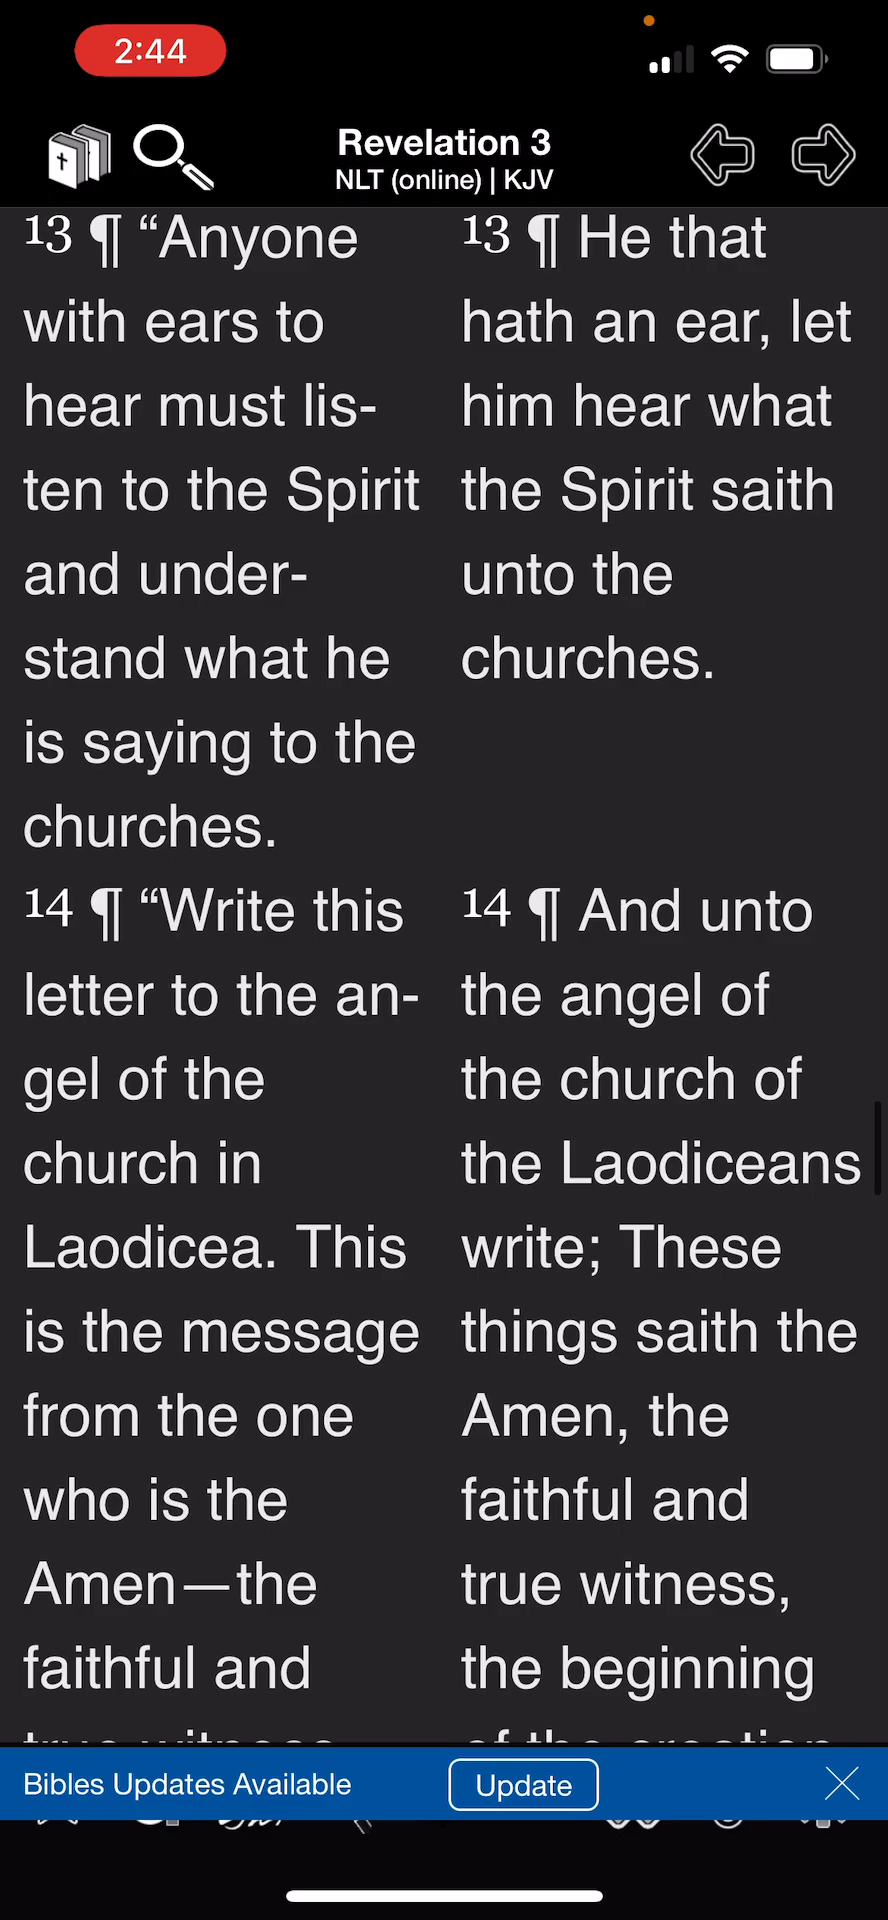 2:44
Revelation 3
NLT (online) | KJV
13 ¶ “Anyone
with ears to
hear must lis-
ten to the Spirit
and under-
stand what he
is saying to the
churches.
14 ¶ “Write this
letter to the an-
gel of the
church in
Laodicea. This
is the message
from the one
who is the
Amen—the
faithful and
true witness
13 ¶ He that
hath an ear, let
him hear what
the Spirit saith
unto the
churches.
14 ¶ And unto
the angel of
the church of
the Laodiceans
write; These
things saith the
Amen, the
faithful and
true witness,
the beginning
of the creation
Bibles Updates Available
Update